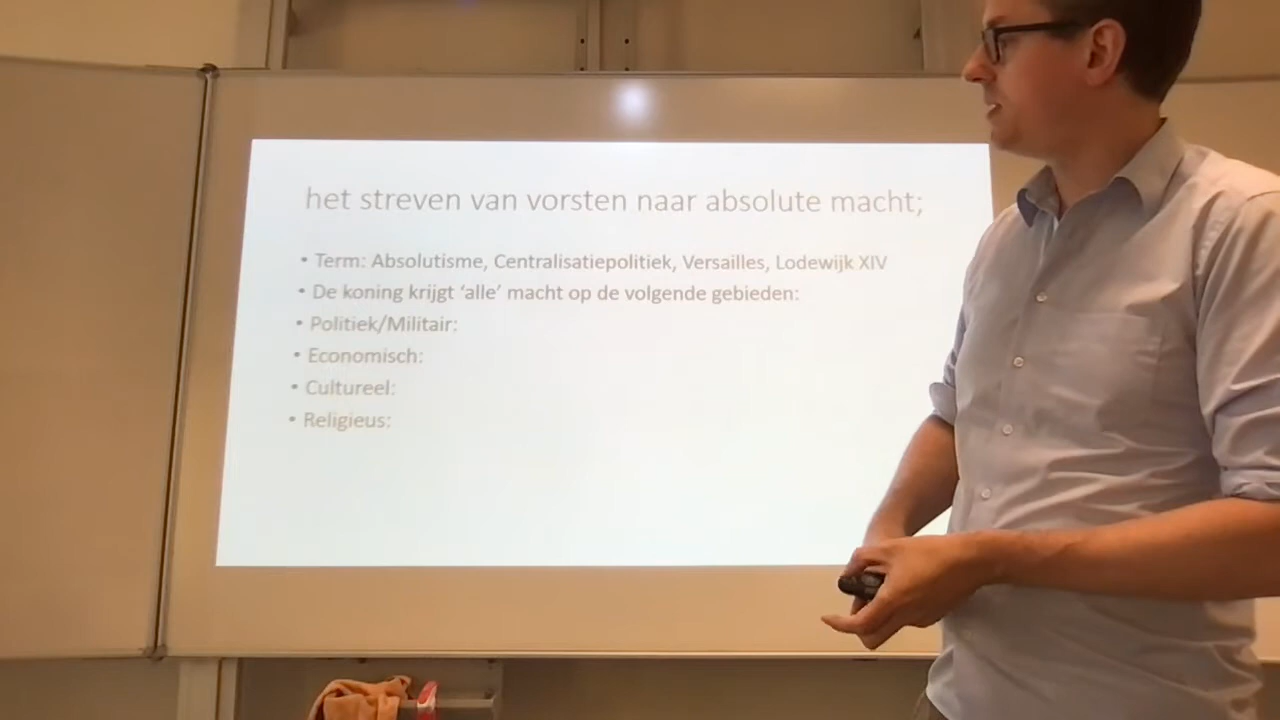 het streven van vorsten naar absolute macht;
• Term: Absolutisme, Centralisatiepolitiek, Versailles, Lodewijk XIV
• De koning krijgt ‘alle’ macht op de volgende gebieden:
• Politiek/Militair:
• Economisch:
• Cultureel:
• Religieus: